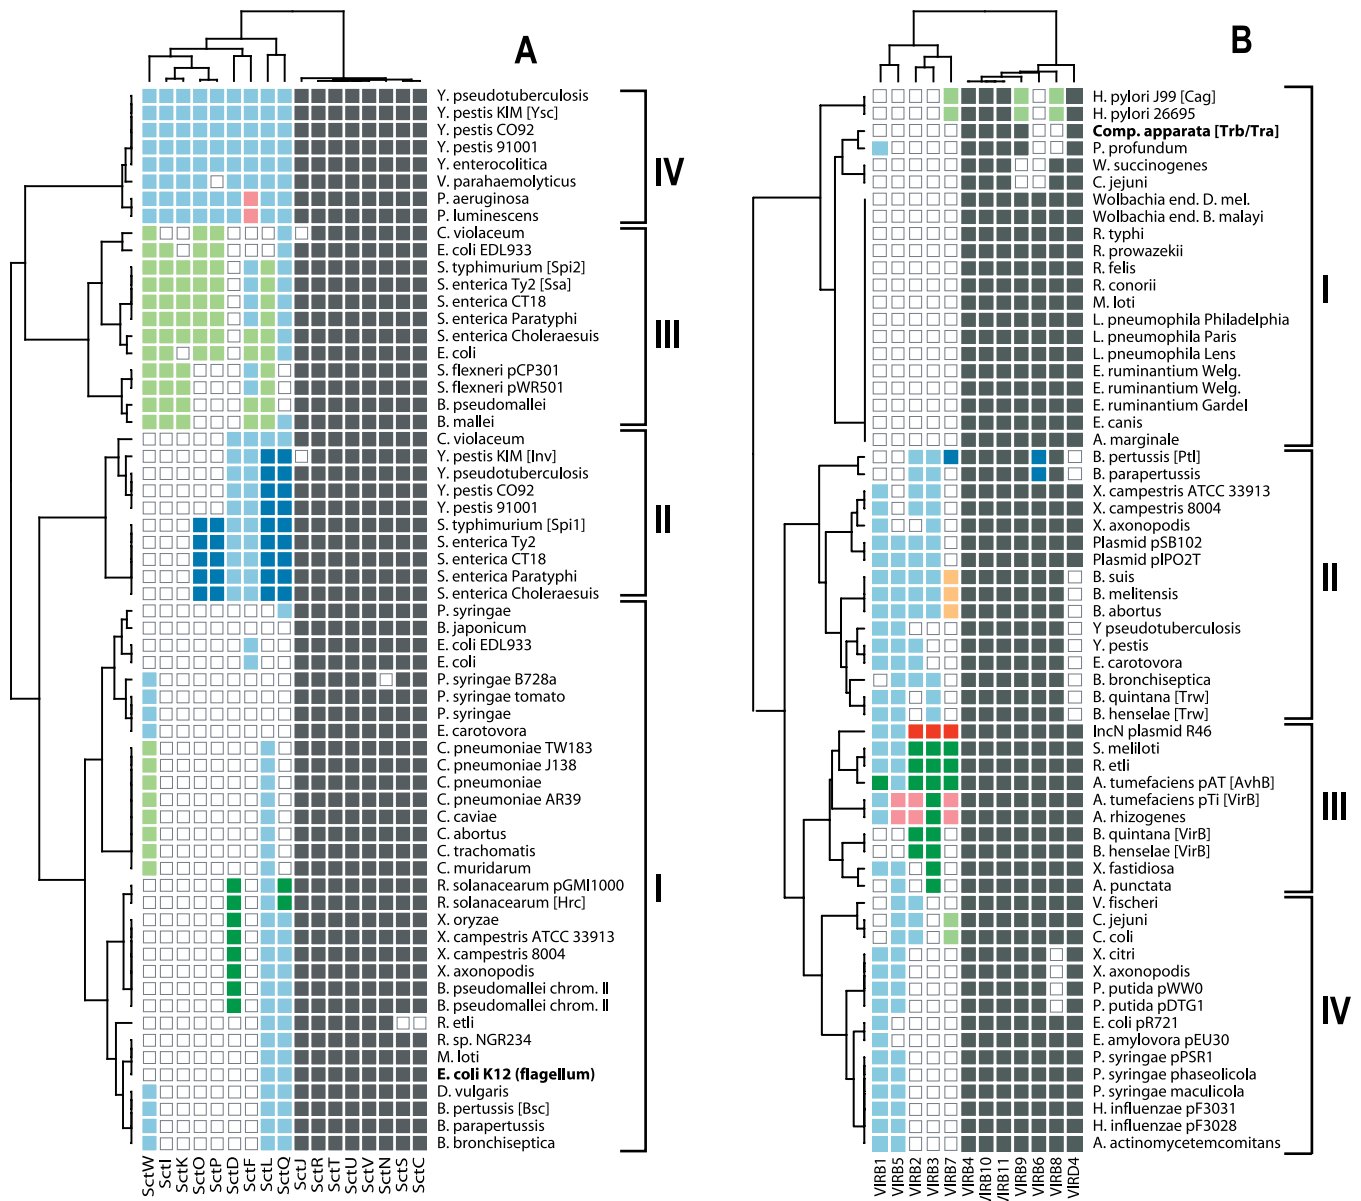 A
Y. pseudotuberculosis
Y. pestis KIM [Ysc]
Y. pestis CO92
Y. pestis 91001
Y. enterocolitica
V. parahaemolyticus
P. aeruginosa
P. luminescens
IV
C. violaceum
E. coli EDL933
S. typhimurium [Spi2]
S. enterica Ty2 [Ssa]
S. enterica CT18
S. enterica Paratyphi
S. enterica Choleraesuis
E. coli
S. flexneri pCP301
S. flexneri pWR501
B. pseudomallei
B. mallei
III
C. violaceum
Y. pestis KIM [Inv]
Y. pseudotuberculosis
Y. pestis CO92
Y. pestis 91001
S. typhimurium [Spi1]
S. enterica Ty2
S. enterica CT18
S. enterica Paratyphi
S. enterica Choleraesuis
II
P. syringae
B. japonicum
E. coli EDL933
E. coli
P. syringae B728a
P. syringae tomato
P. syringae
E. carotovora
C. pneumoniae TW183
C. pneumoniae J138
C. pneumoniae
C. pneumoniae AR39
C. caviae
C. abortus
C. trachomatis
C. muridarum
R. solanacearum pGMI1000
R. solanacearum [Hrc]
X. oryzae
X. campestris ATCC 33913
X. campestris 8004
X. axonopodis
B. pseudomallei chrom. II
B. pseudomallei chrom. II
R. etli
R. sp. NGR234
M. loti
E. coli K12 (flagellum)
D. vulgaris
B. pertussis [Bsc]
B. parapertussis
B. bronchiseptica
I
SctW SctI SctK SctO SctP SctD SctF SctL SctQ SctJ SctR SctT SctU SctV SctN SctS SctC
B
H. pylori J99 [Cag]
H. pylori 26695
Comp. apparata [Trb/Tra]
P. profundum
W. succinogenes
C. jejuni
Wolbachia end. D. mel.
Wolbachia end. B. malayi
R. typhi
R. prowazekii
R. felis
R. conorii
M. loti
L. pneumophila Philadelphia
L. pneumophila Paris
L. pneumophila Lens
E. ruminantium Welg.
E. ruminantium Welg.
E. ruminantium Gardel
E. canis
A. marginale
I
B. pertussis [Ptl]
B. parapertussis
X. campestris ATCC 33913
X. campestris 8004
X. axonopodis
Plasmid pSB102
Plasmid pIPO2T
B. suis
B. melitensis
B. abortus
Y pseudotuberculosis
Y. pestis
E. carotovora
B. bronchiseptica
B. quintana [Trw]
B. henselae [Trw]
II
IncN plasmid R46
S. meliloti
R. etli
A. tumefaciens pAT [AvhB]
A. tumefaciens pTi [VirB]
A. rhizogenes
B. quintana [VirB]
B. henselae [VirB]
X. fastidiosa
A. punctata
III
V. fischeri
C. jejuni
C. coli
X. citri
X. axonopodis
P. putida pWW0
P. putida pDTG1
E. coli pR721
E. amylovora pEU30
P. syringae pPSR1
P. syringae phaseolicola
P. syringae maculicola
H. influenzae pF3031
H. influenzae pF3028
A. actinomycetemcomitans
IV
VIRB1 VIRB5 VIRB2 VIRB3 VIRB7 VIRB4 VIRB10 VIRB11 VIRB9 VIRB6 VIRB8 VIRD4